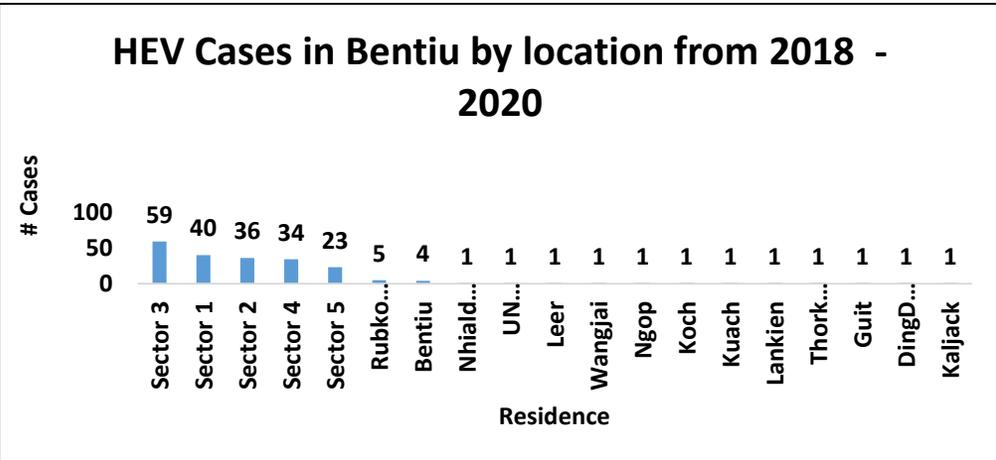 HEV Cases in Bentiu by location from 2018 -
2020
# Cases
100
50
0
59
40
36
34
23
5
4
1
1
1
1
1
1
1
1
1
1
1
1
Sector 3
Sector 1
Sector 2
Sector 4
Sector 5
Rubko...
Bentiu
Nhiald...
UN...
Leer
Wangjai
Ngop
Koch
Kuach
Lankien
Thork...
Guit
DingD...
Kaljack
Residence